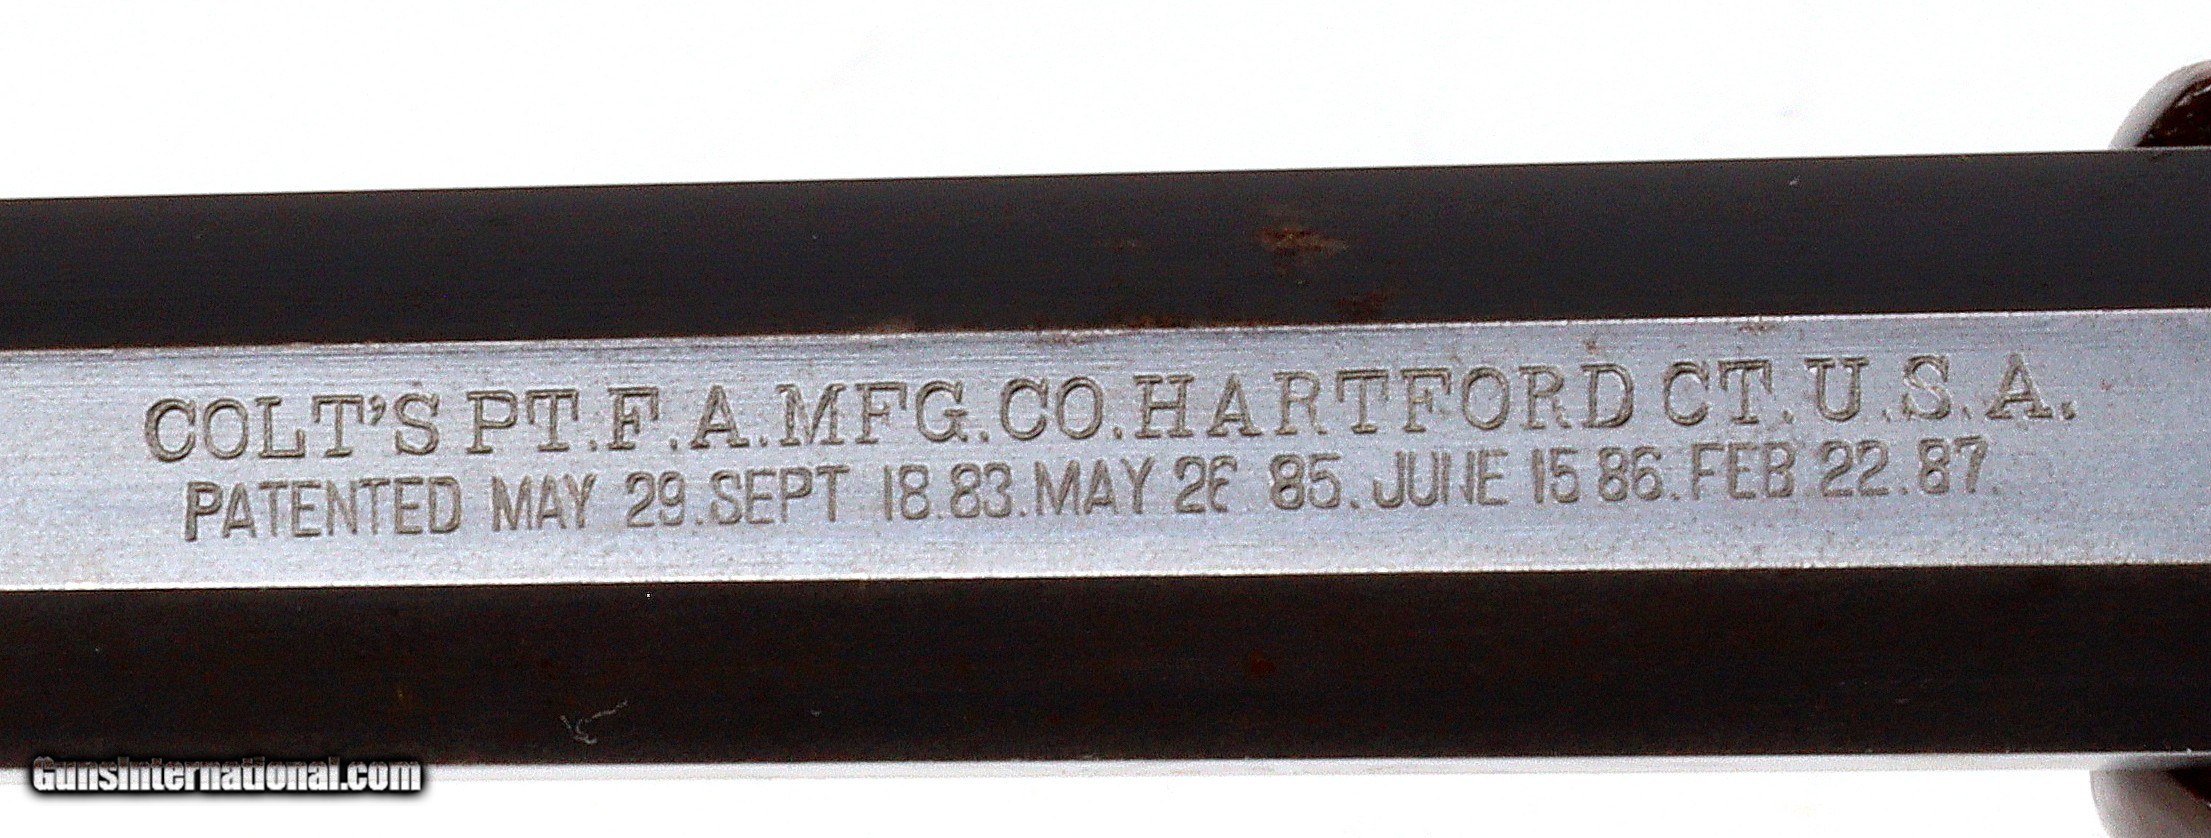 COLT'S PT. F. A. MFG. CO. HARTFORD CT. U. S. A.
PATENTED MAY 29. SEPT 18. 83. MAY 26 85. JUNE 15 86. FEB. 22. 87.
GunsInternational.com